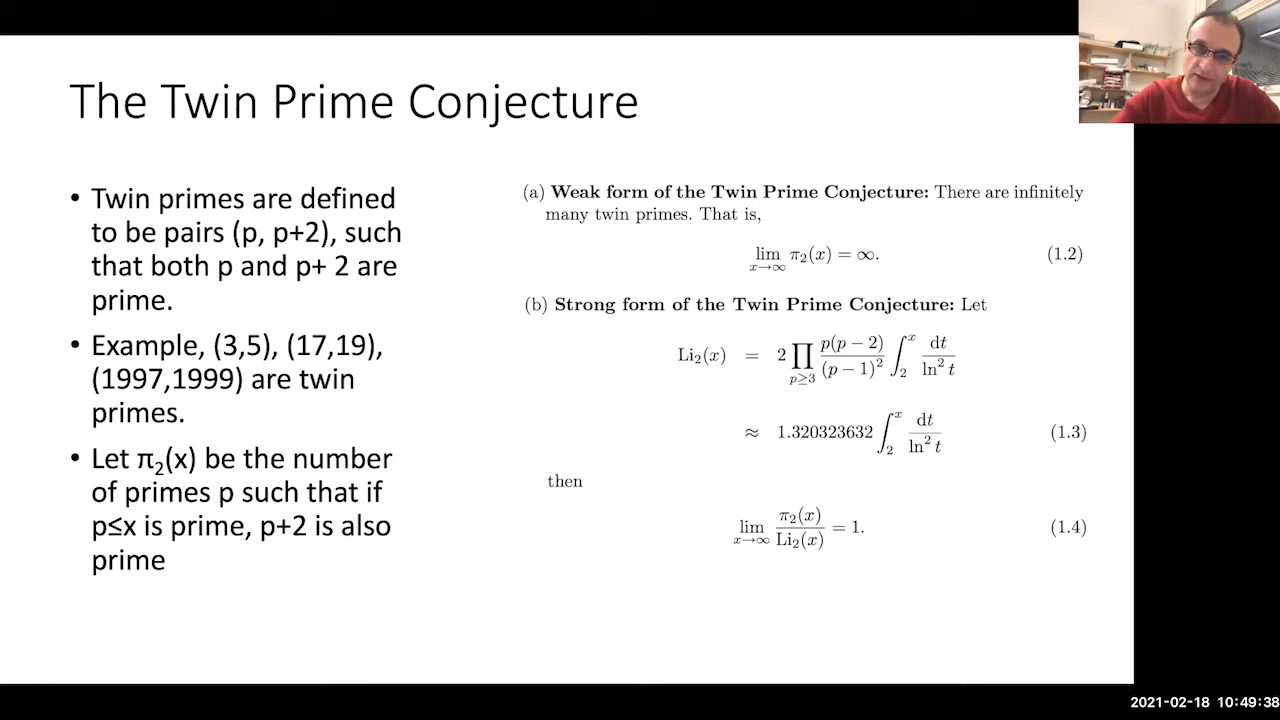 The Twin Prime Conjecture
• Twin primes are defined
to be pairs (p, p+2), such
that both p and p+ 2 are
prime.
• Example, (3,5), (17,19),
(1997,1999) are twin
primes.
• Let π₂(x) be the number
of primes p such that if
p≤x is prime, p+2 is also
prime
(a) Weak form of the Twin Prime Conjecture: There are infinitely
many twin primes. That is,
lim x→∞ π₂(x) = ∞. (1.2)
(b) Strong form of the Twin Prime Conjecture: Let
Li₂(x) = 2 ∏ p≥3 p(p − 2)/(p − 1)² ∫₂ˣ dt/ln² t
≈ 1.320323632 ∫₂ˣ dt/ln² t (1.3)
then
lim x→∞ π₂(x)/Li₂(x) = 1. (1.4)
2021-02-18 10:49:38